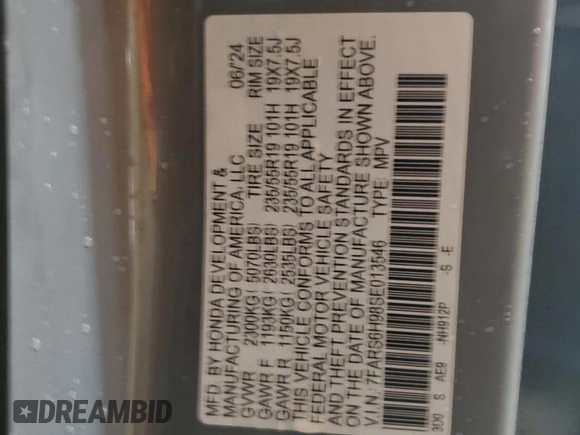 MFD. BY HONDA DEVELOPMENT &
MANUFACTURING OF AMERICA, LLC 06/'24
GVWR 2300KG( 5070LBS) TIRE SIZE RIM SIZE
GAWR F 1193KG( 2630LBS) 235/55R19 101H 19X7.5J
GAWR R 1150KG( 2535LBS) 235/55R19 101H 19X7.5J
THIS VEHICLE CONFORMS TO ALL APPLICABLE
FEDERAL MOTOR VEHICLE SAFETY
AND THEFT PREVENTION STANDARDS IN EFFECT
ON THE DATE OF MANUFACTURE SHOWN ABOVE.
V.I.N.: 7FARS6H98SE013546 TYPE: MPV
3D0 S AE9 NH912P -S -E
DREAMBID